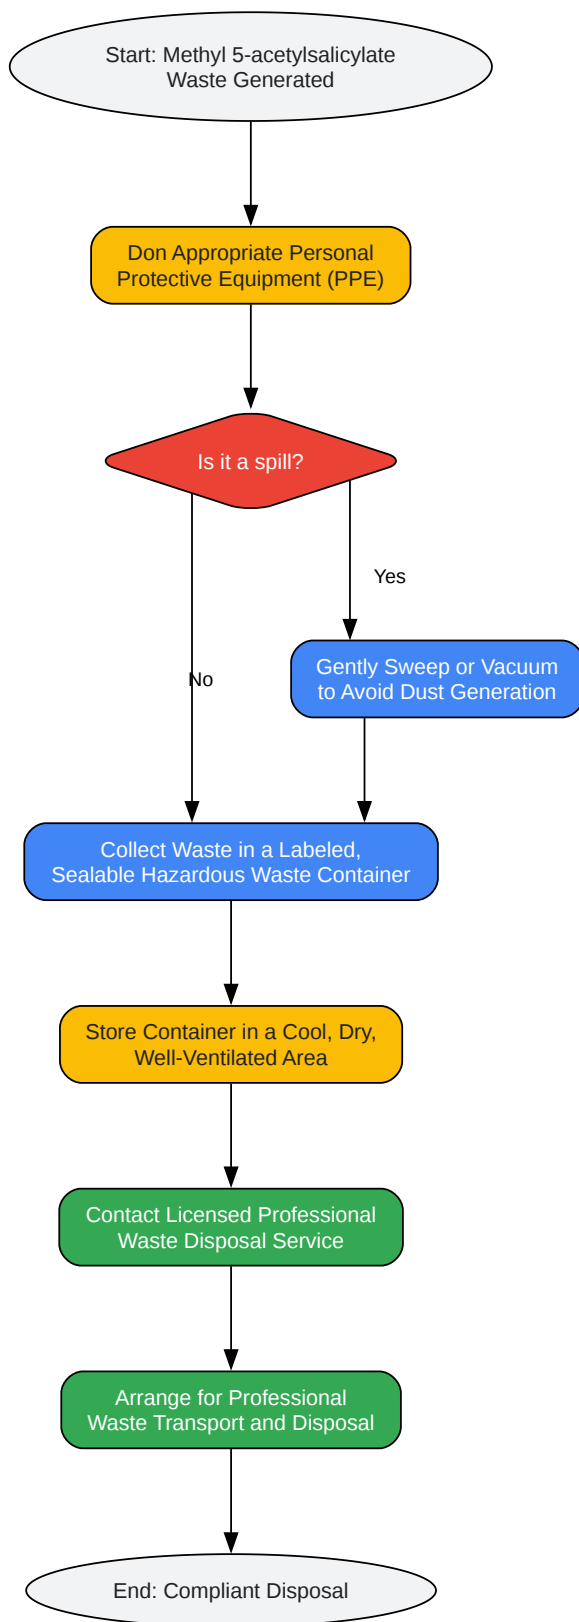 Start: Methyl 5-acetylsalicylate
Waste Generated
Don Appropriate Personal
Protective Equipment (PPE)
Is it a spill?
Yes
Gently Sweep or Vacuum
to Avoid Dust Generation
No
Collect Waste in a Labeled,
Sealable Hazardous Waste Container
Store Container in a Cool, Dry,
Well-Ventilated Area
Contact Licensed Professional
Waste Disposal Service
Arrange for Professional
Waste Transport and Disposal
End: Compliant Disposal